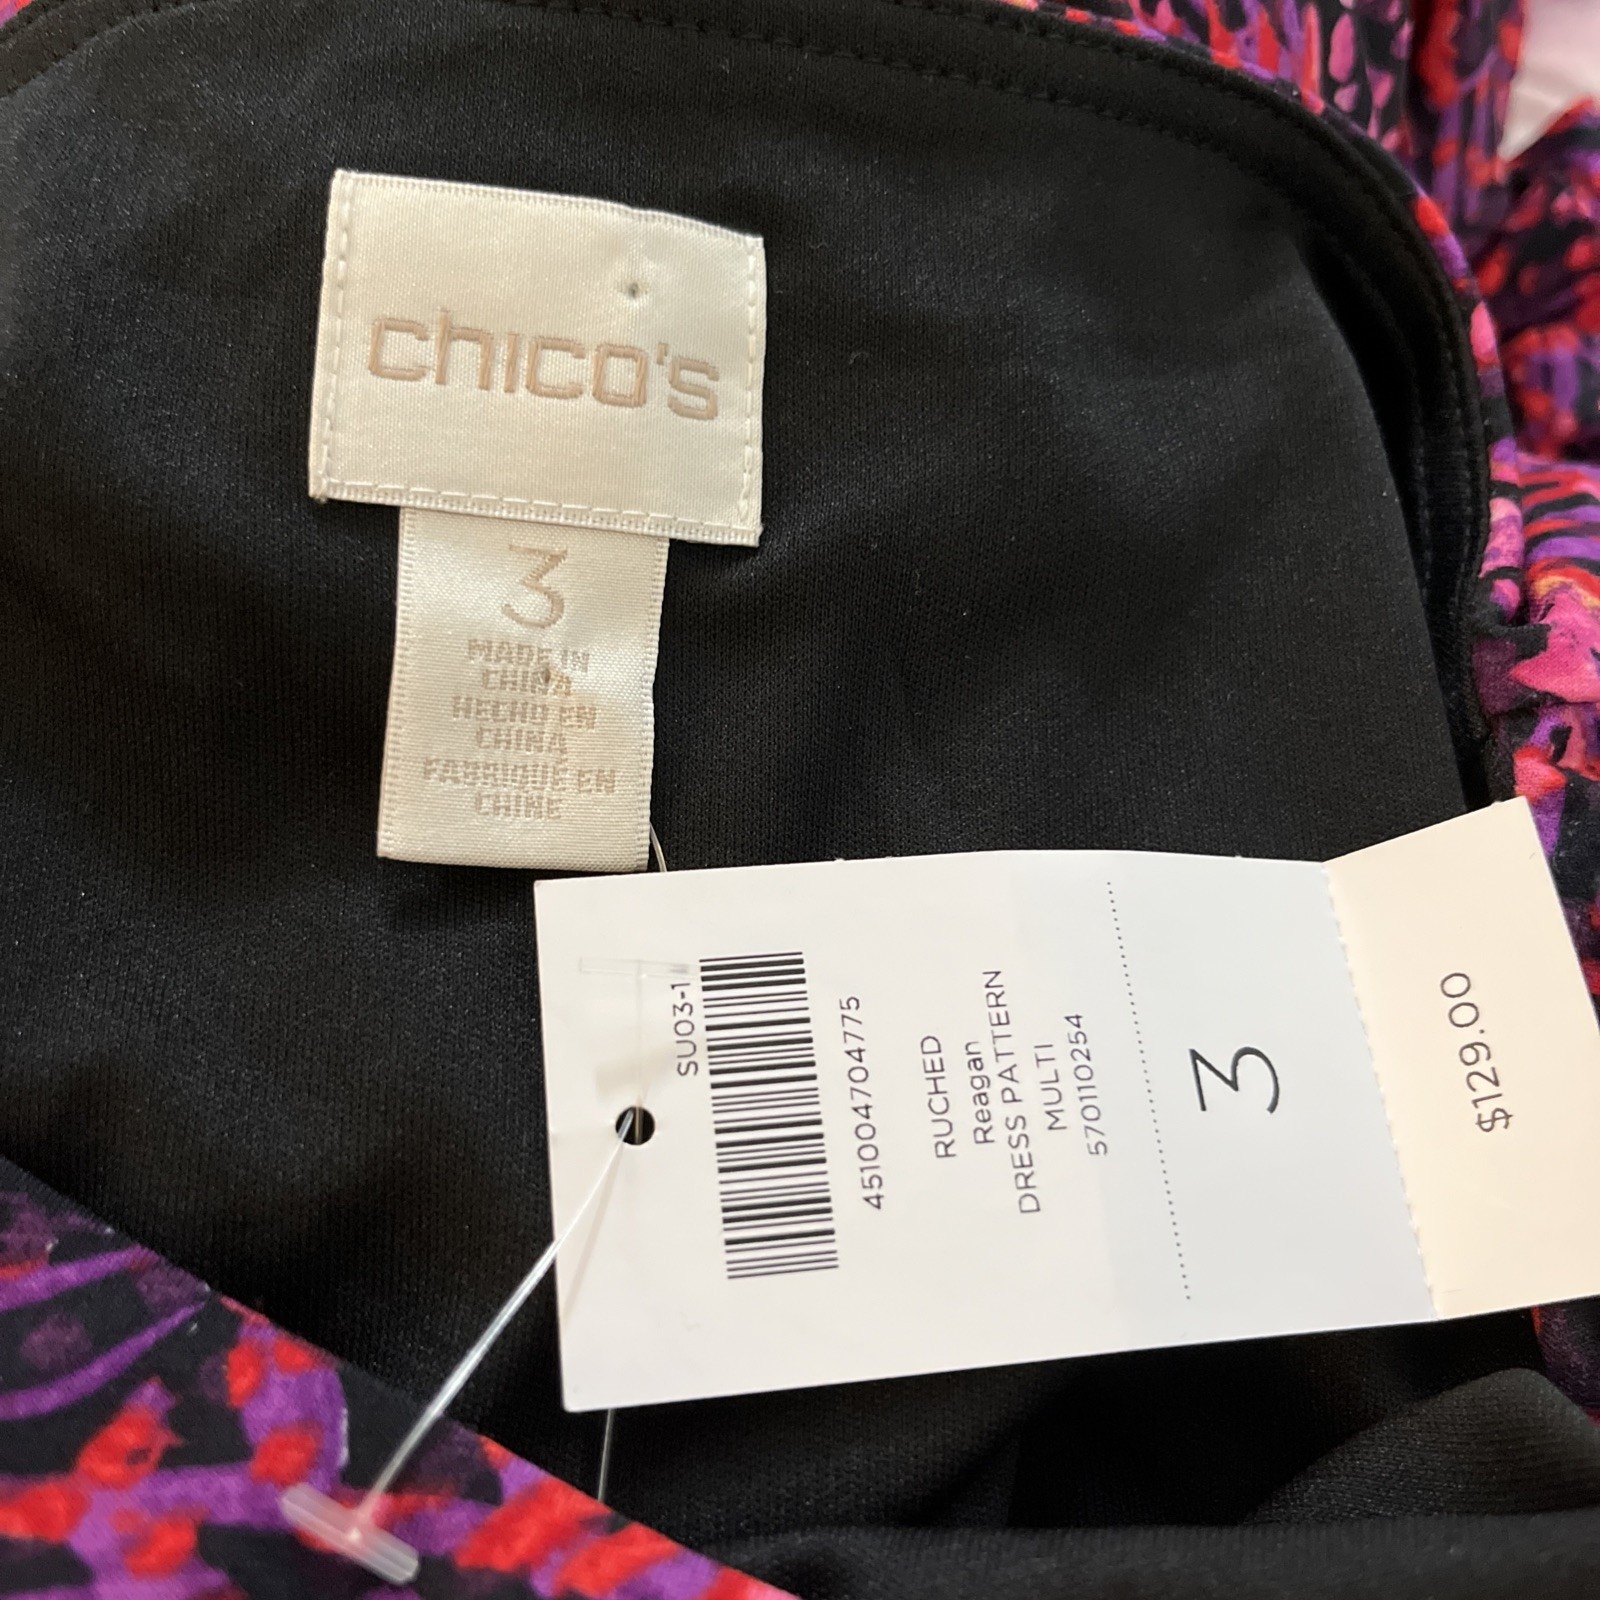 chico's
3
MADE IN
CHINA
HECHO EN
CHINA
FABRIQUÉ EN
CHINE
SU03-1
451004704775
RUCHED
Reagan
DRESS PATTERN
MULTI
570110254
3
$129.00